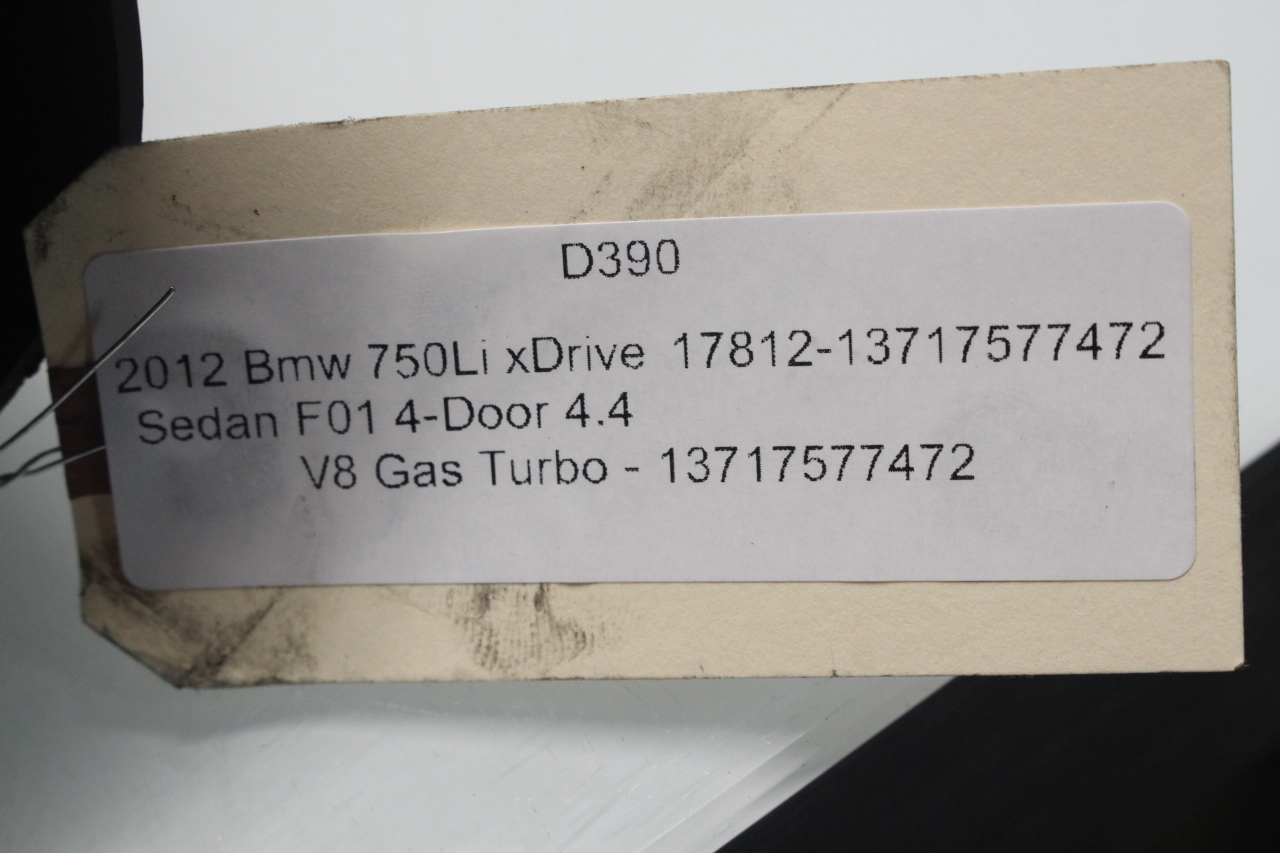 D390
2012 Bmw 750Li xDrive 17812-13717577472
Sedan F01 4-Door 4.4
V8 Gas Turbo - 13717577472